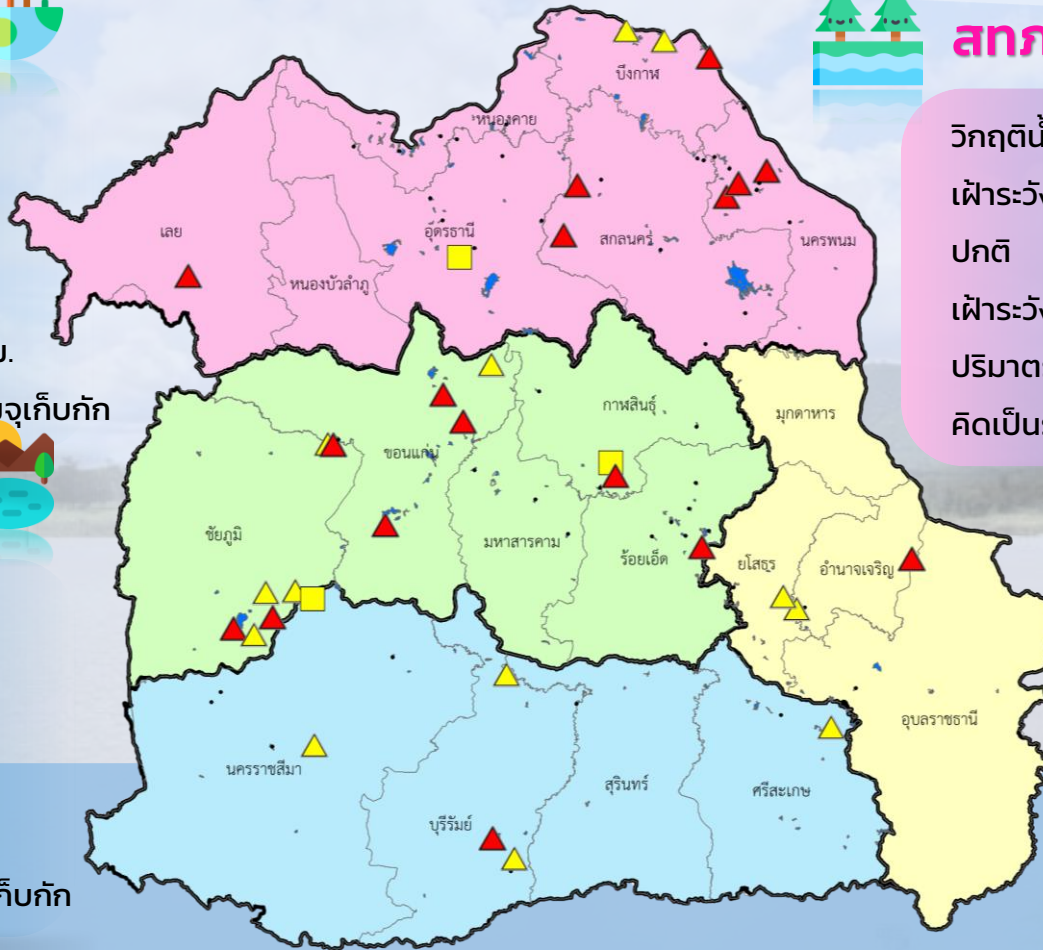 สทภ
วิกฤติน้ำ
เฝ้าระวัง
ปกติ
เฝ้าระวัง
ปริมาตร
คิดเป็น
ม.
จุเก็บกัก
ก็บกัก
บึงกาฬ
หนองคาย
เลย
อุดรธานี
สกลนคร
นครพนม
หนองบัวลำภู
กาฬสินธุ์
มุกดาหาร
ขอนแก่น
ชัยภูมิ
มหาสารคาม
ร้อยเอ็ด
ยโสธร
อำนาจเจริญ
อุบลราชธานี
นครราชสีมา
สุรินทร์
ศรีสะเกษ
บุรีรัมย์